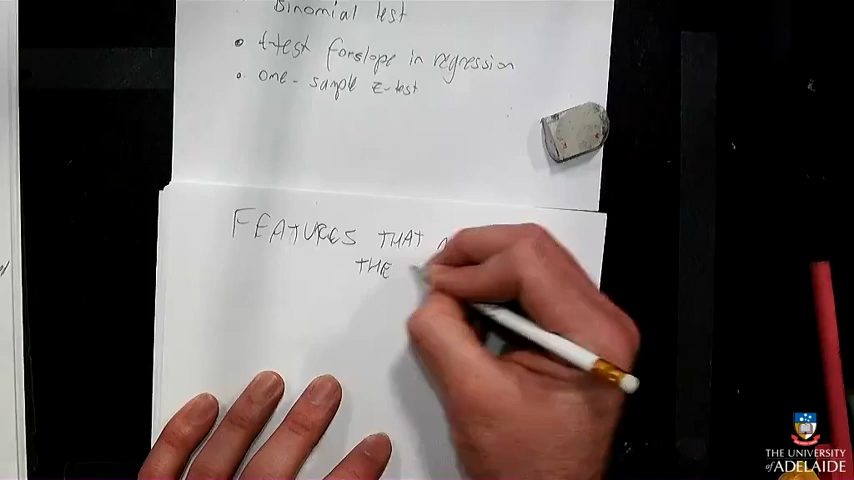 Binomial test
• t-test for slope in regression
• one-sample z-test
FEATURES THAT
THE
THE UNIVERSITY
of ADELAIDE